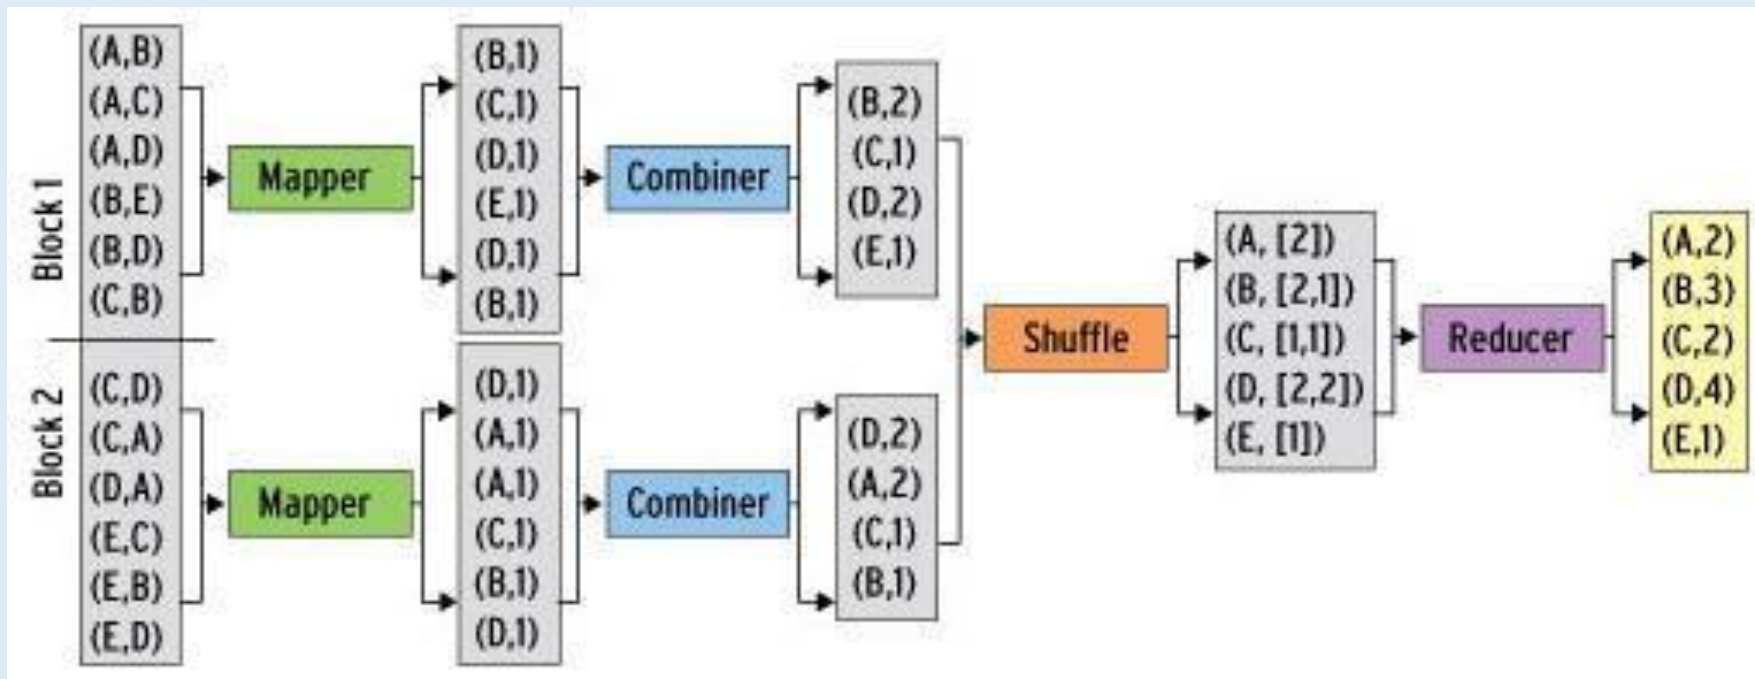 Block 1
(A,B)
(A,C)
(A,D)
(B,E)
(B,D)
(C,B)
Mapper
(B,1)
(C,1)
(D,1)
(E,1)
(D,1)
(B,1)
Combiner
(B,2)
(C,1)
(D,2)
(E,1)
Block 2
(C,D)
(C,A)
(D,A)
(E,C)
(E,B)
(E,D)
Mapper
(D,1)
(A,1)
(A,1)
(C,1)
(B,1)
(D,1)
Combiner
(D,2)
(A,2)
(C,1)
(B,1)
Shuffle
(A, [2])
(B, [2,1])
(C, [1,1])
(D, [2,2])
(E, [1])
Reducer
(A,2)
(B,3)
(C,2)
(D,4)
(E,1)